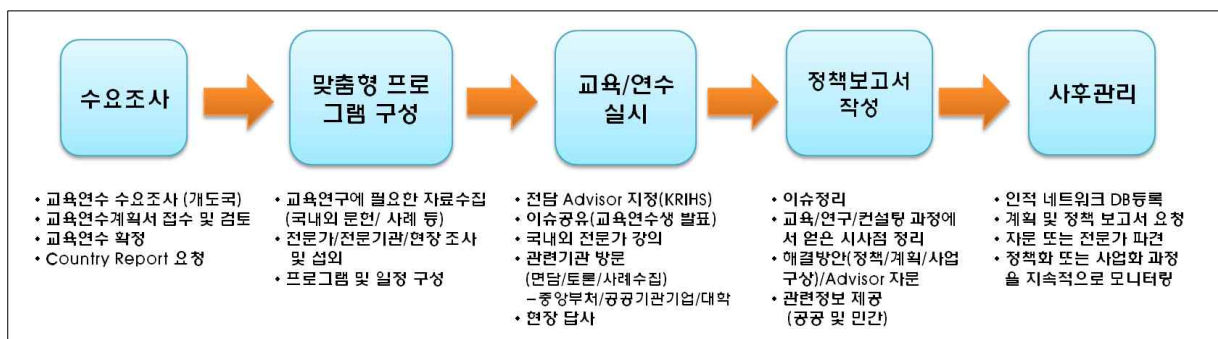 수요조사
맞춤형 프로
그램 구성
교육/연수
실시
정책보고서
작성
사후관리
• 교육연수 수요조사 (개도국)
• 교육연수계획서 접수 및 검토
• 교육연수 확정
• Country Report 요청
• 교육연구에 필요한 자료수집
(국내외 문헌/ 사례 등)
• 전문가/전문기관/현장 조사
및 섭외
• 프로그램 및 일정 구성
• 전담 Advisor 지정(KRIHS)
• 이슈공유(교육연수생 발표)
• 국내외 전문가 강의
• 관련기관 방문
(면담/토론/사례수집)
–중앙부처/공공기관기업/대학
• 현장 답사
• 이슈정리
• 교육/연구/컨설팅 과정에
서 얻은 시사점 정리
• 해결방안(정책/계획/사업
구상)/Advisor 자문
• 관련정보 제공
(공공 및 민간)
• 인적 네트워크 DB등록
• 계획 및 정책 보고서 요청
• 자문 또는 전문가 파견
• 정책화 또는 사업화 과정
을 지속적으로 모니터링